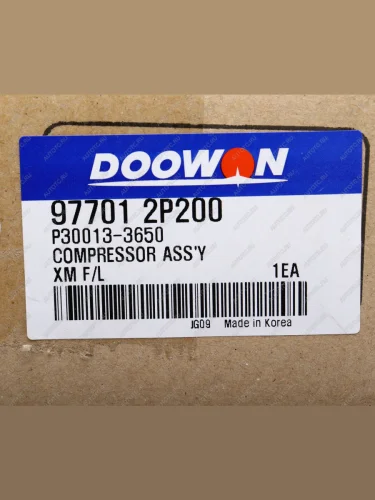 DOOWON
97701 2P200
P30013-3650
COMPRESSOR ASS'Y
XM F/L 1EA
JG09 Made in Korea